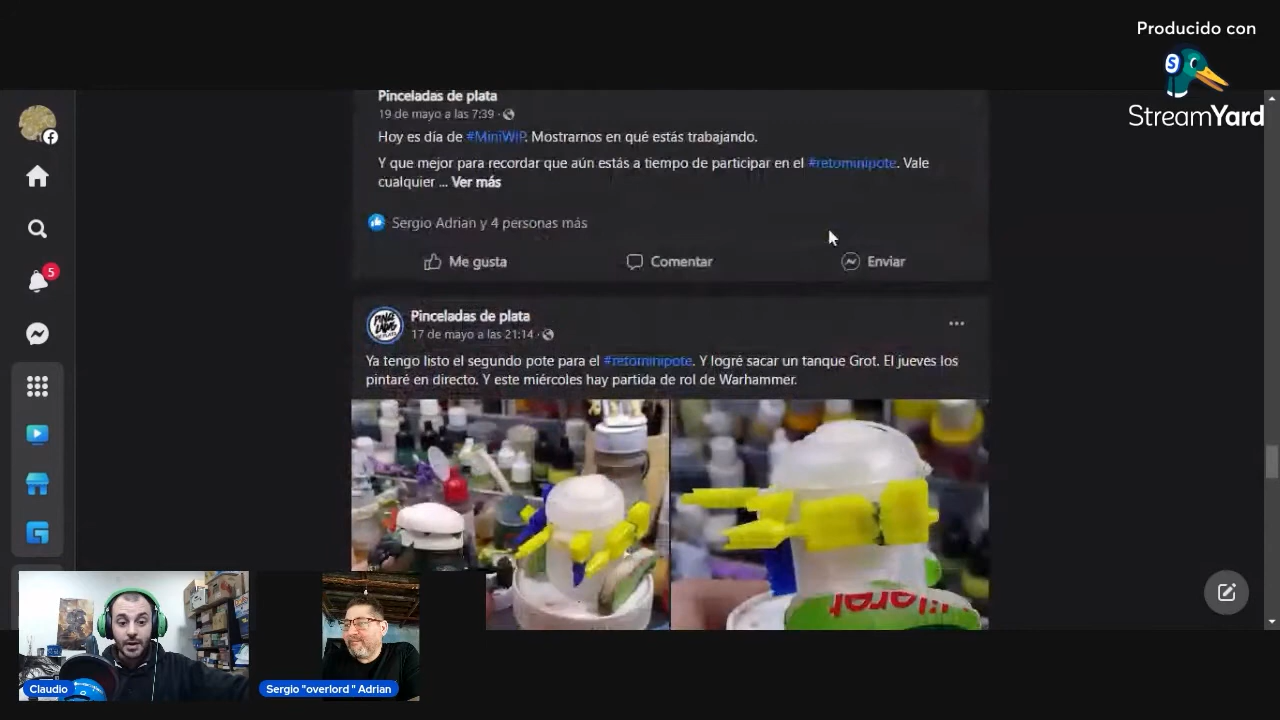 Producido con
StreamYard
Pinceladas de plata
19 de mayo a las 7:39 ·
Hoy es día de #MiniWIP. Mostrarnos en qué estás trabajando.
Y que mejor para recordar que aún estás a tiempo de participar en el #retominipote. Vale
cualquier ... Ver más
Sergio Adrian y 4 personas más
Me gusta
Comentar
Enviar
5
PINCE
LADAS
Pinceladas de plata
17 de mayo a las 21:14 ·
Ya tengo listo el segundo pote para el #retominipote. Y logré sacar un tanque Grot. El jueves los
pintaré en directo. Y este miércoles hay partida de rol de Warhammer.
Claudio
Sergio "overlord " Adrian